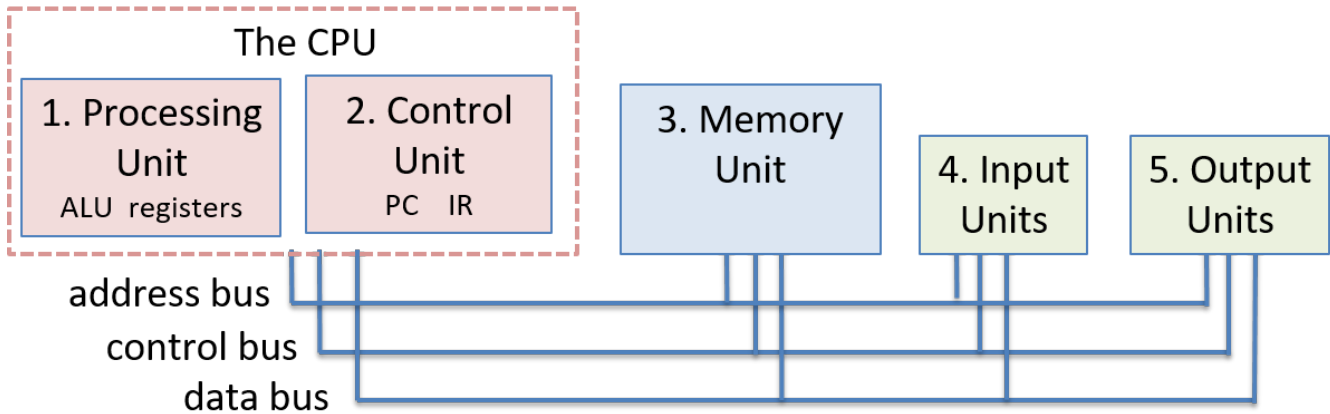 The CPU
1. Processing
Unit
ALU registers
2. Control
Unit
PC IR
3. Memory
Unit
4. Input
Units
5. Output
Units
address bus
control bus
data bus